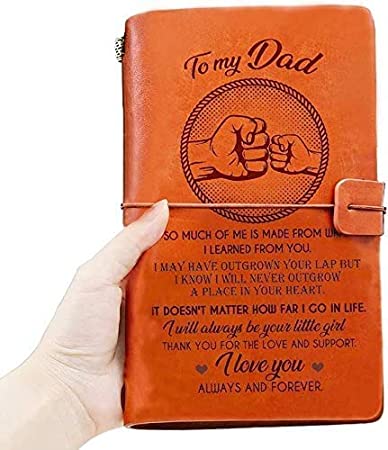 To my Dad
SO MUCH OF ME IS MADE FROM
I LEARNED FROM YOU.
I MAY HAVE OUTGROWN YOUR LAP BUT
I KNOW I WILL NEVER OUTGROW
A PLACE IN YOUR HEART.
IT DOESN'T MATTER HOW FAR I GO IN LIFE.
I will always be your little girl
THANK YOU FOR THE LOVE AND SUPPORT.
I love you
ALWAYS AND FOREVER.